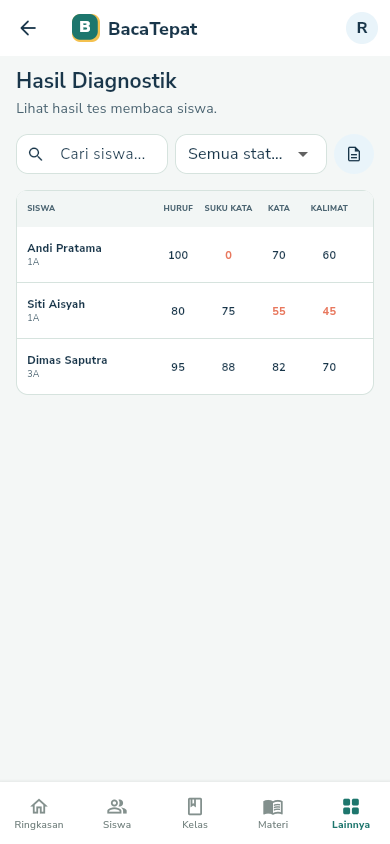 B BacaTepat R
Hasil Diagnostik
Lihat hasil tes membaca siswa.
Cari siswa... Semua stat...
SISWA HURUF SUKU KATA KATA KALIMAT
Andi Pratama 100 0 70 60
1A
Siti Aisyah 80 75 55 45
1A
Dimas Saputra 95 88 82 70
3A
Ringkasan Siswa Kelas Materi Lainnya